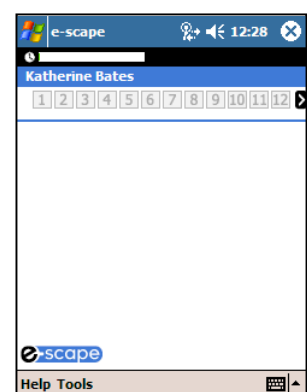 e-scape 12:28
Katherine Bates
1 2 3 4 5 6 7 8 9 10 11 12
e-scape
Help Tools